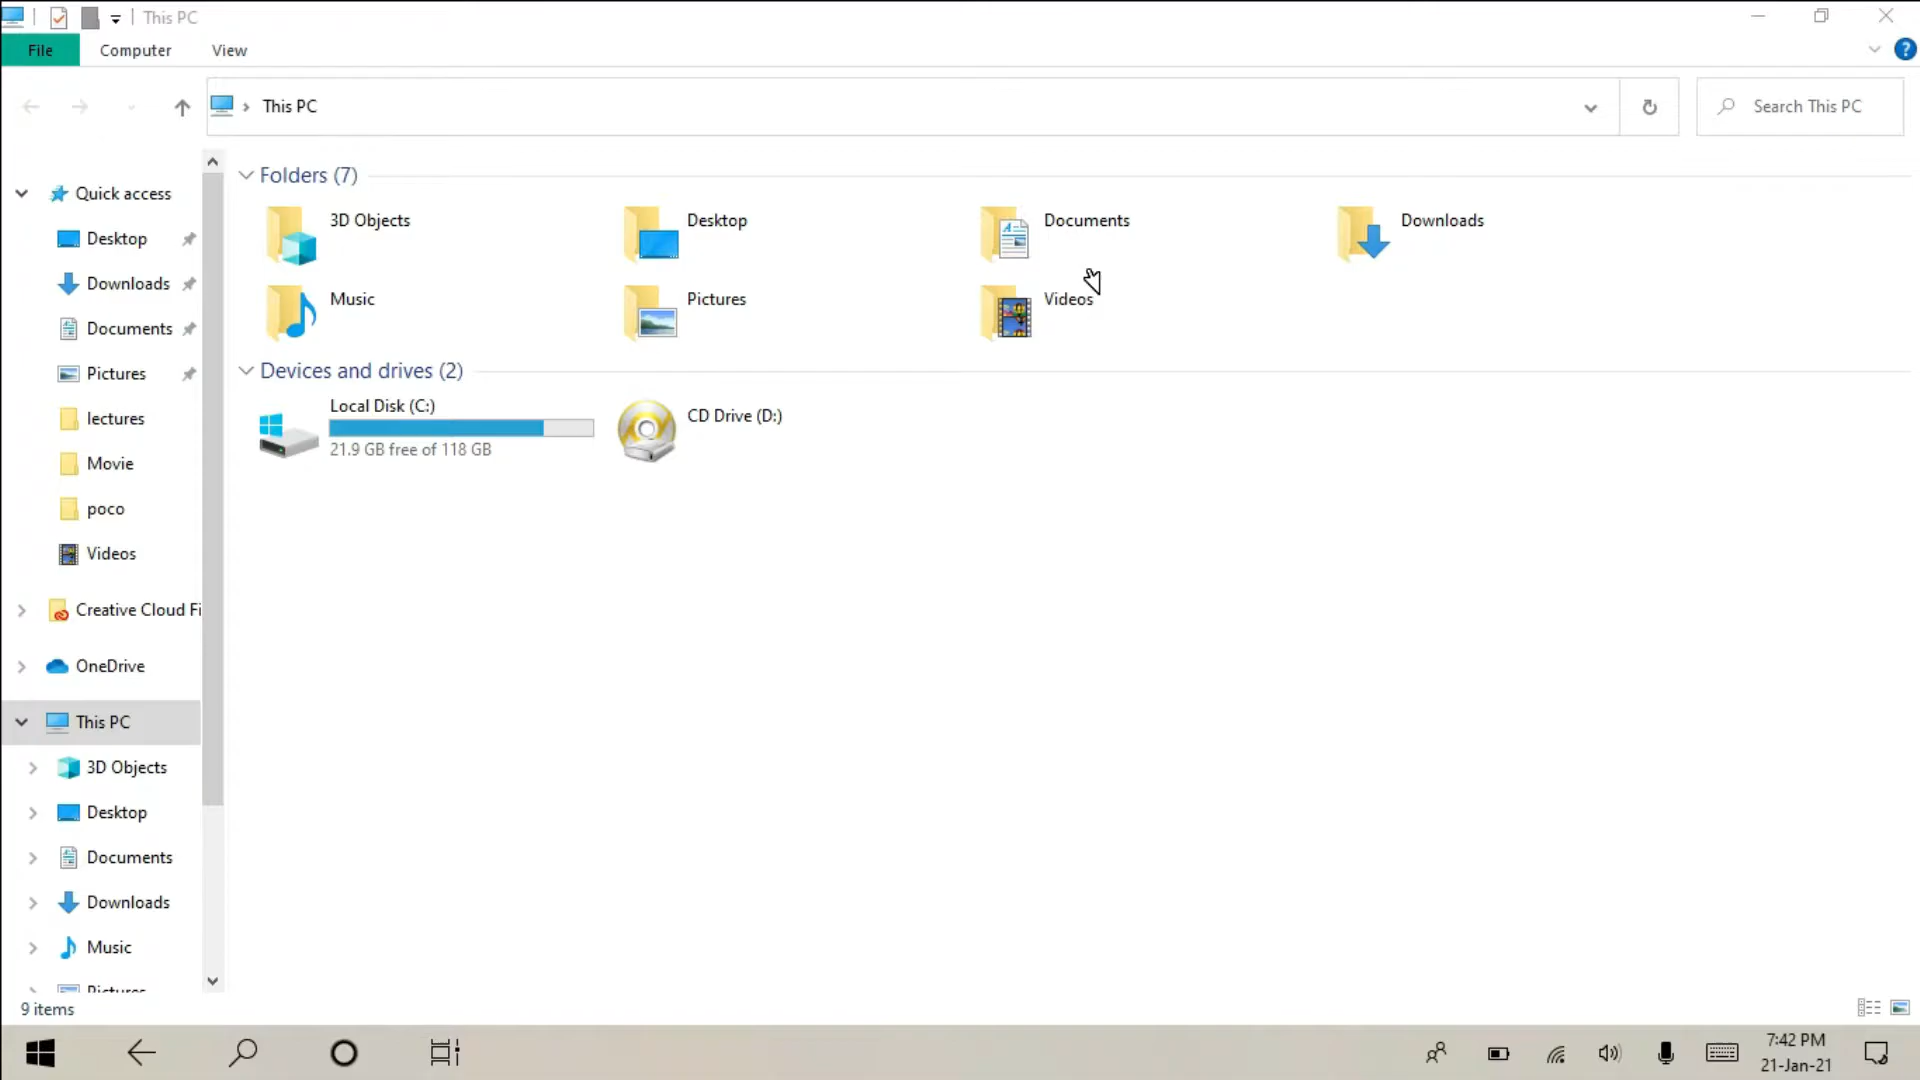 This PC
File Computer View
This PC
Search This PC
Quick access
Desktop
Downloads
Documents
Pictures
lectures
Movie
poco
Videos
Creative Cloud Fi
OneDrive
This PC
3D Objects
Desktop
Documents
Downloads
Music
Pictures
Folders (7)
3D Objects
Desktop
Documents
Downloads
Music
Pictures
Videos
Devices and drives (2)
Local Disk (C:)
21.9 GB free of 118 GB
CD Drive (D:)
9 items
7:42 PM
21-Jan-21